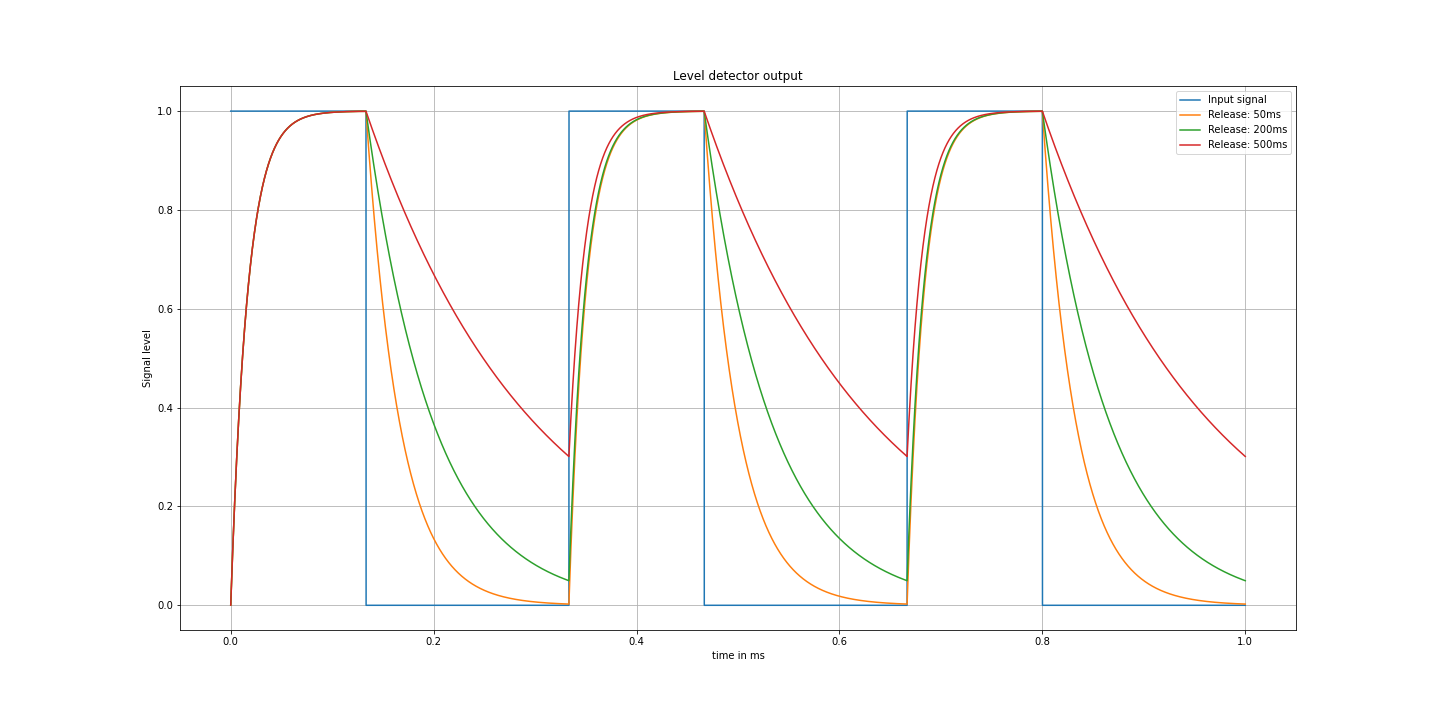 Level detector output
Input signal
Release: 50ms
Release: 200ms
Release: 500ms
Signal level
1.0
0.8
0.6
0.4
0.2
0.0
0.0 0.2 0.4 0.6 0.8 1.0
time in ms